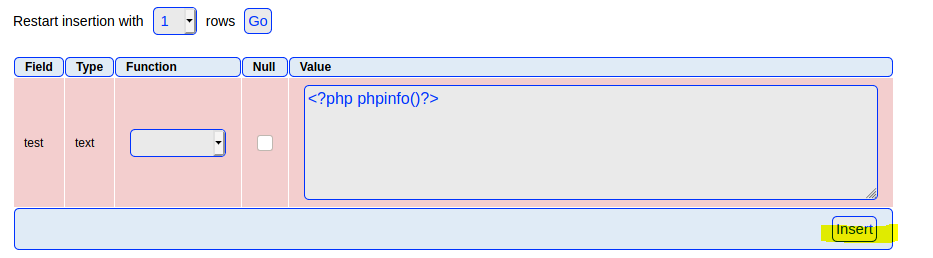 Restart insertion with 1 rows Go
Field Type Function Null Value
<?php phpinfo()?>
test text
Insert